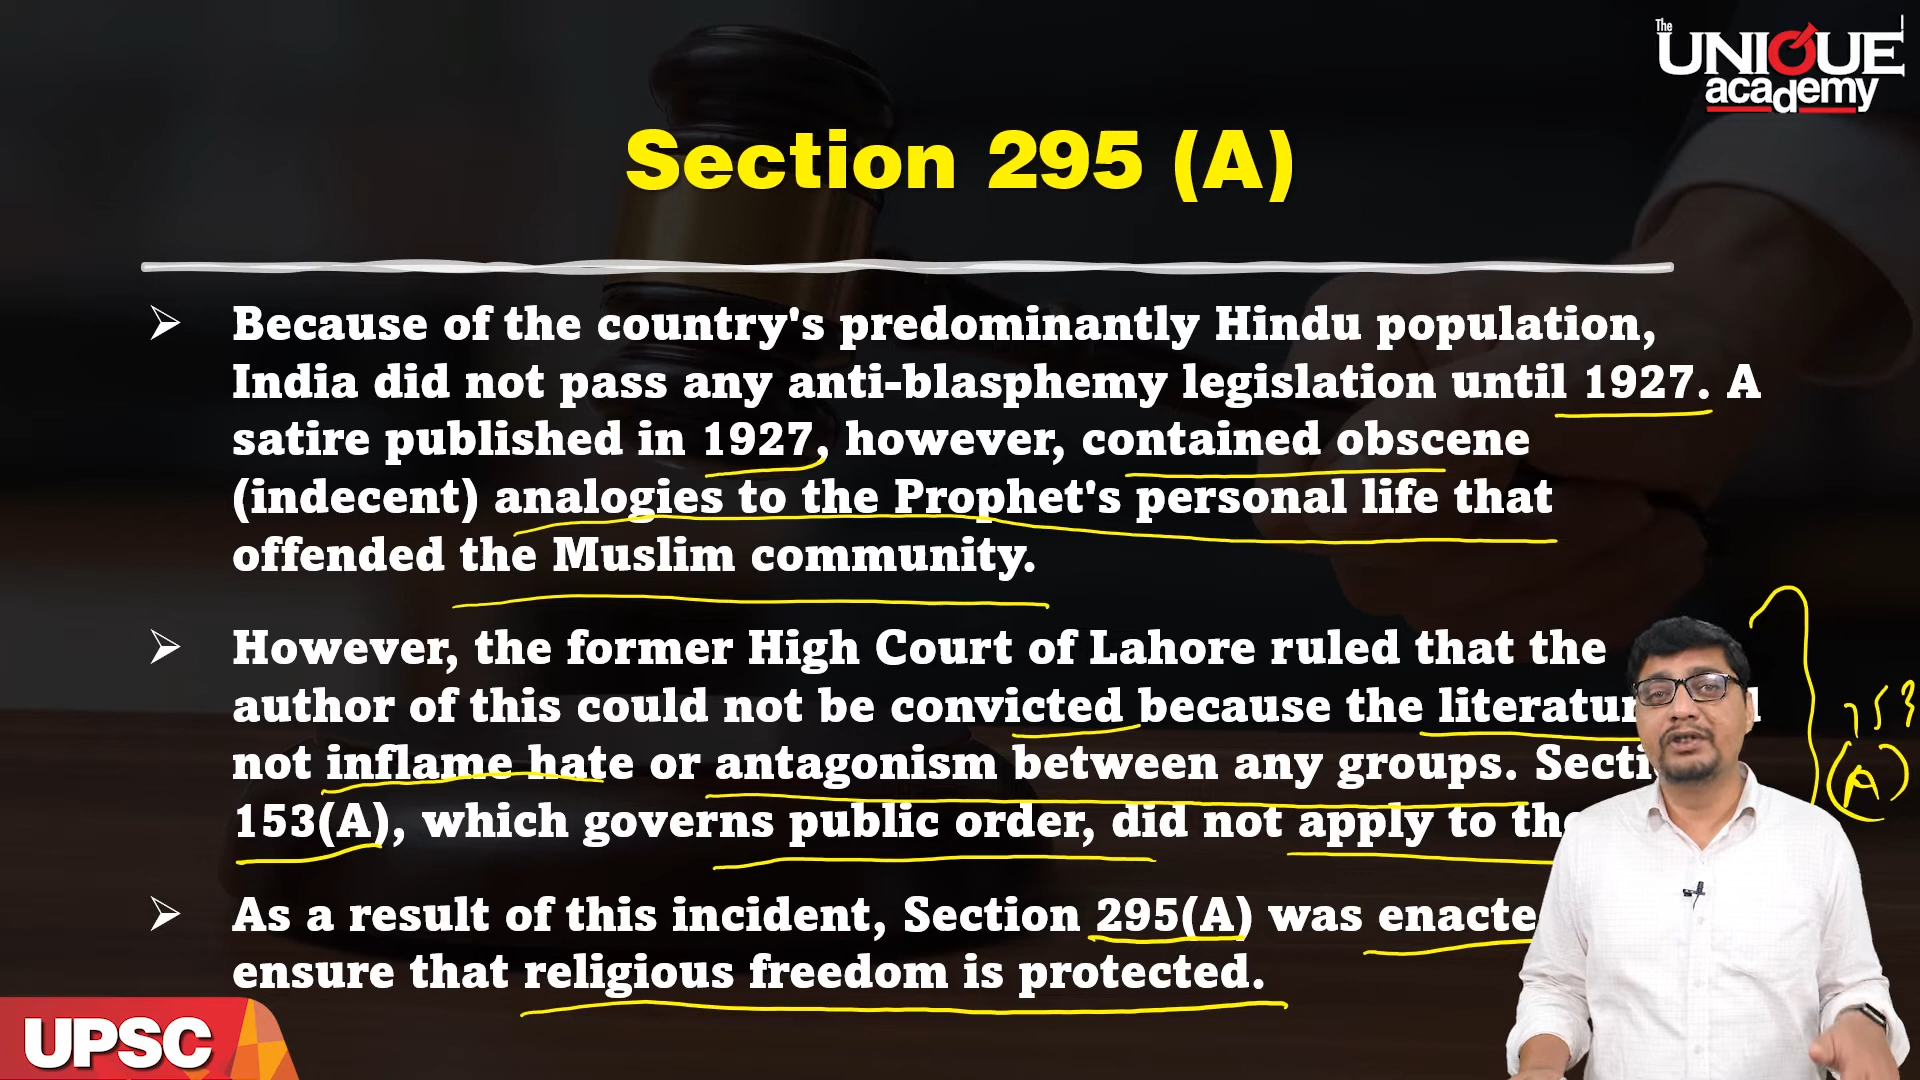 The
UNIQUE
academy
Section 295 (A)
Because of the country's predominantly Hindu population,
India did not pass any anti-blasphemy legislation until 1927. A
satire published in 1927, however, contained obscene
(indecent) analogies to the Prophet's personal life that
offended the Muslim community.
However, the former High Court of Lahore ruled that the
author of this could not be convicted because the
not inflame hate or antagonism between any groups.
153(A), which governs public order, did not apply to
As a result of this incident, Section 295(A) was
ensure that religious freedom is protected.
153
(A)
UPSC